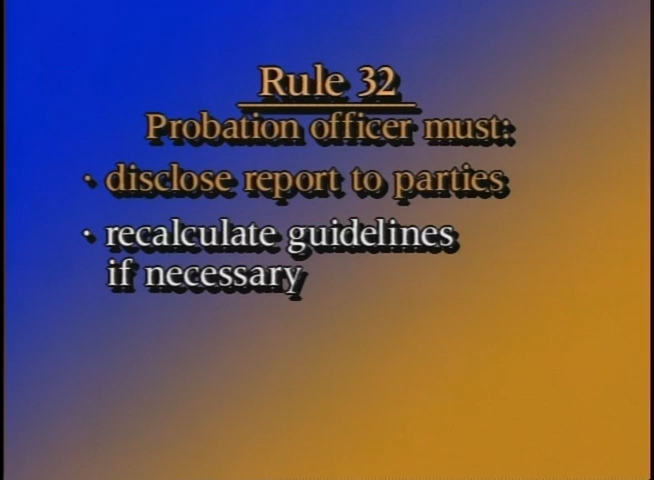 Rule 32
Probation officer must:
· disclose report to parties
· recalculate guidelines
if necessary